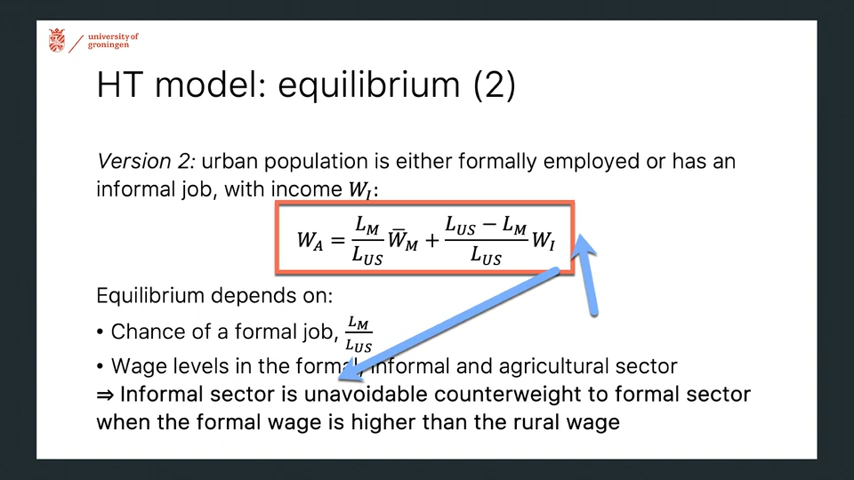 university of
groningen
HT model: equilibrium (2)
Version 2: urban population is either formally employed or has an
informal job, with income W_I:
W_A = L_M/L_US W̄_M + (L_US − L_M)/L_US W_I
Equilibrium depends on:
• Chance of a formal job, L_M/L_US
• Wage levels in the formal, informal and agricultural sector
⇒ Informal sector is unavoidable counterweight to formal sector
when the formal wage is higher than the rural wage